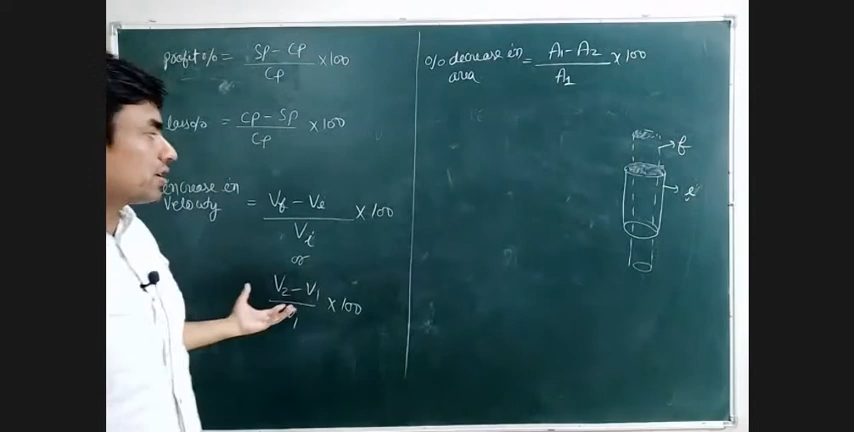 profit% = SP - CP / CP × 100
loss% = CP - SP / CP × 100
increase in velocity = Vf - Vi / Vi × 100
or
V2 - V1 / V1 × 100
% decrease in area = A1 - A2 / A1 × 100
f
i